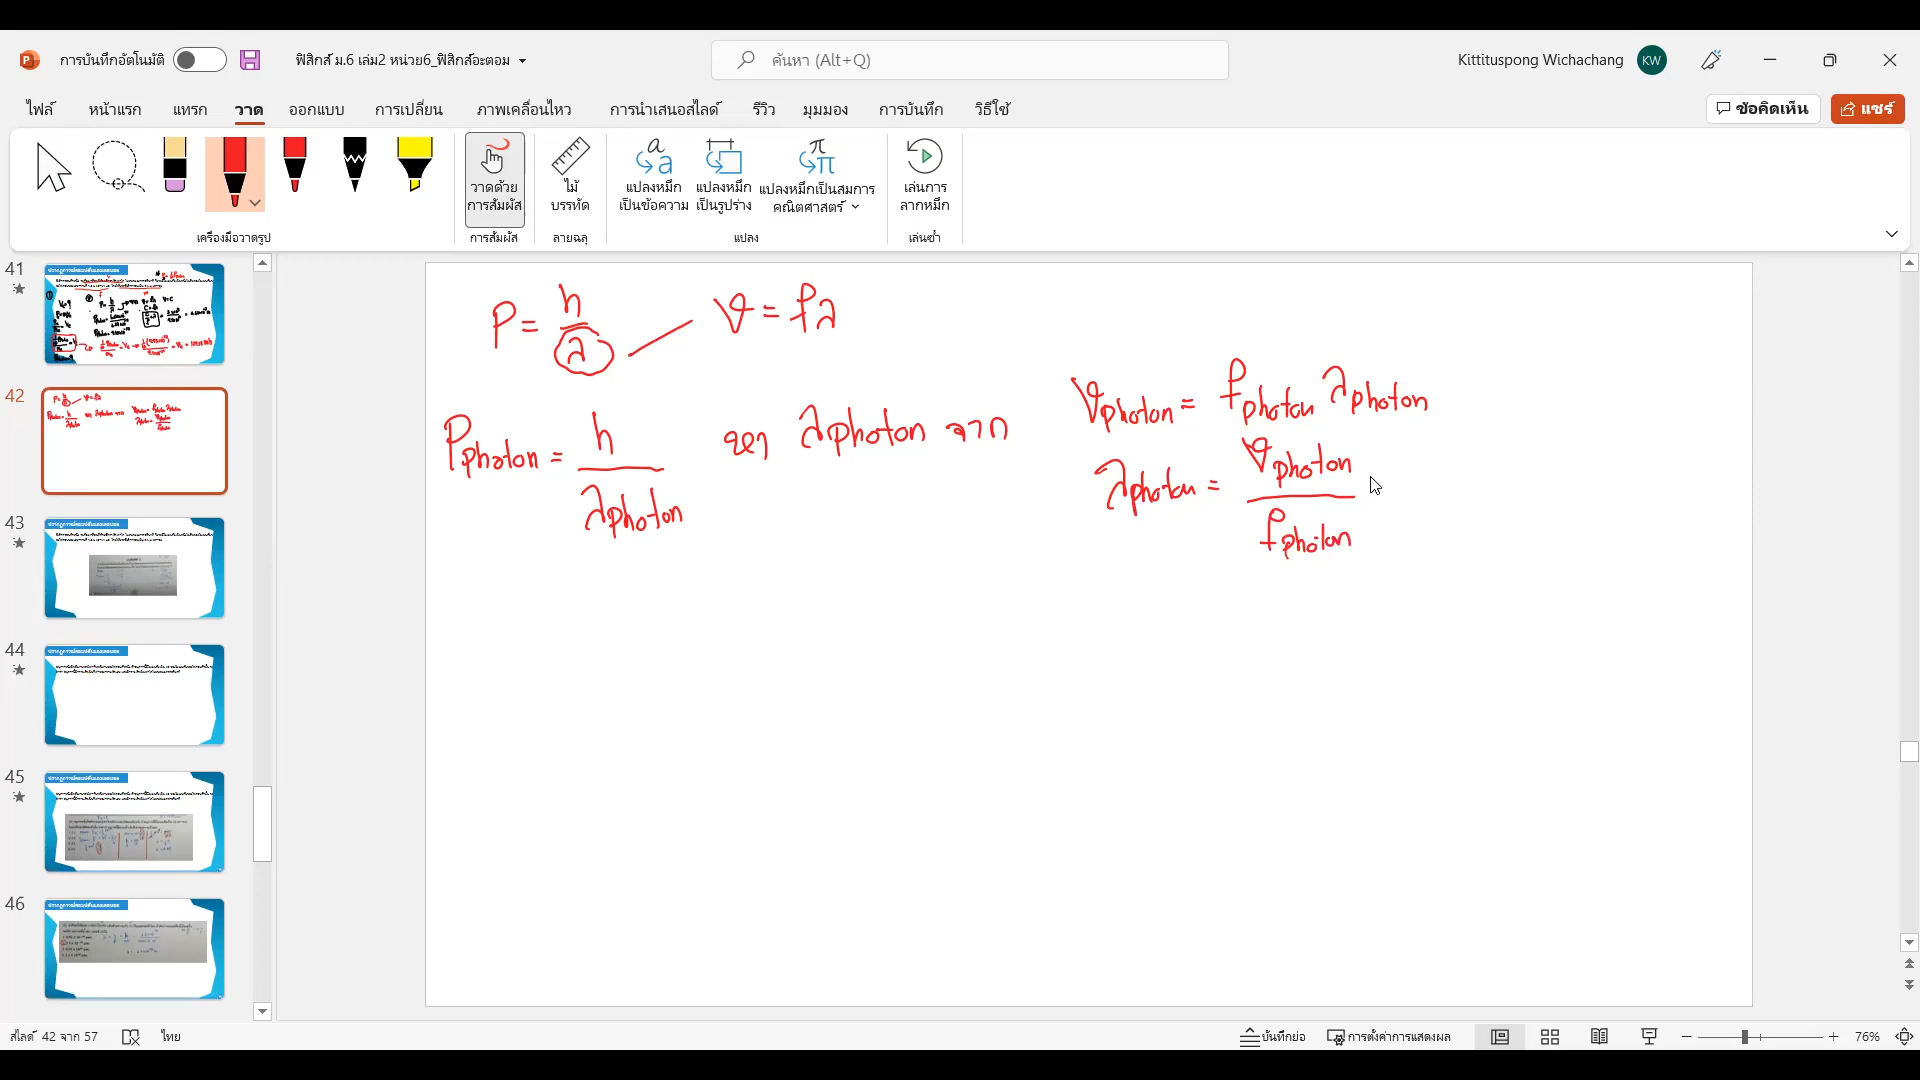 การบันทึกอัตโนมัติ
ฟิสิกส์ ม.6 เล่ม2 หน่วย6_ฟิสิกส์อะตอม
ค้นหา (Alt+Q)
Kittituspong Wichachang
KW
ไฟล์ หน้าแรก แทรก วาด ออกแบบ การเปลี่ยน ภาพเคลื่อนไหว การนำเสนอสไลด์ รีวิว มุมมอง การบันทึก วิธีใช้
ข้อคิดเห็น
แชร์
วาดด้วยการสัมผัส
ไม้บรรทัด
แปลงหมึกเป็นข้อความ
แปลงหมึกเป็นรูปร่าง
แปลงหมึกเป็นสมการคณิตศาสตร์
เล่นการลากหมึก
เครื่องมือวาดรูป
การสัมผัส
ลายฉลุ
แปลง
เล่นซ้ำ
41
42
43
44
45
46
P = h/λ
v = fλ
P photon = h/λ photon หา λ photon จาก
v photon = f photon λ photon
λ photon = v photon/f photon
สไลด์ 42 จาก 57
ไทย
บันทึกย่อ
การตั้งค่าการแสดงผล
76%